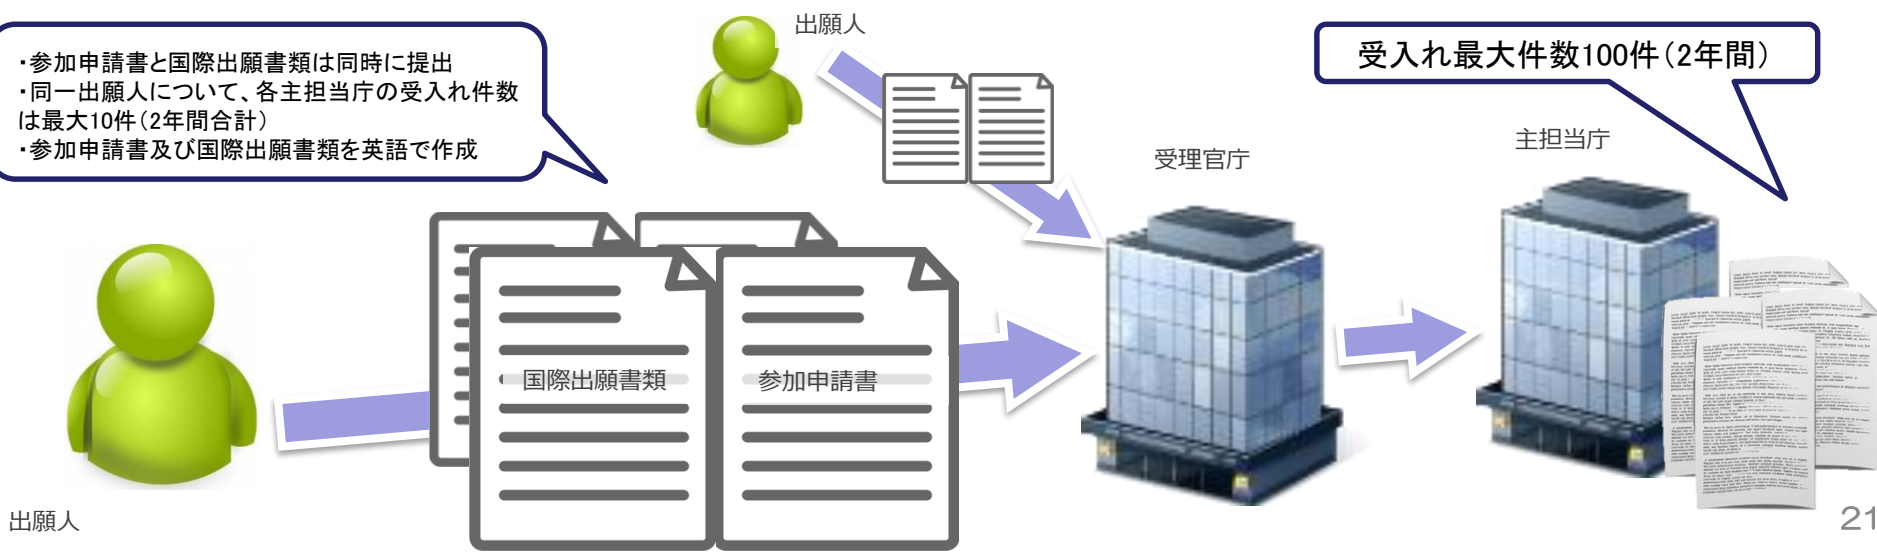 出願人
・参加申請書と国際出願書類は同時に提出
・同一出願人について、各主担当庁の受入れ件数
は最大10件(2年間合計)
・参加申請書及び国際出願書類を英語で作成
受入れ最大件数100件(2年間)
受理官庁
主担当庁
国際出願書類
参加申請書
出願人
21